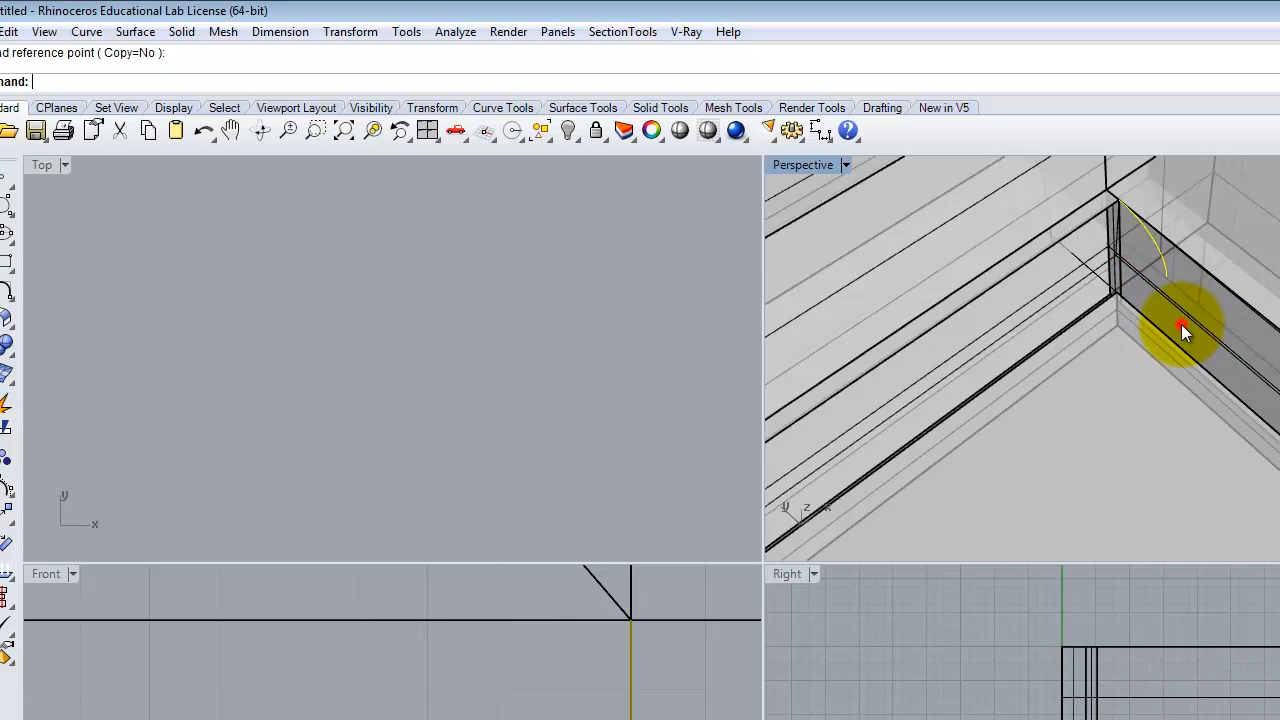 titled - Rhinoceros Educational Lab License (64-bit)
Edit View Curve Surface Solid Mesh Dimension Transform Tools Analyze Render Panels SectionTools V-Ray Help
nd reference point ( Copy=No ):
mand:
dard CPlanes Set View Display Select Viewport Layout Visibility Transform Curve Tools Surface Tools Solid Tools Mesh Tools Render Tools Drafting New in V5
Top
Perspective
y
x
y z x
Front
Right